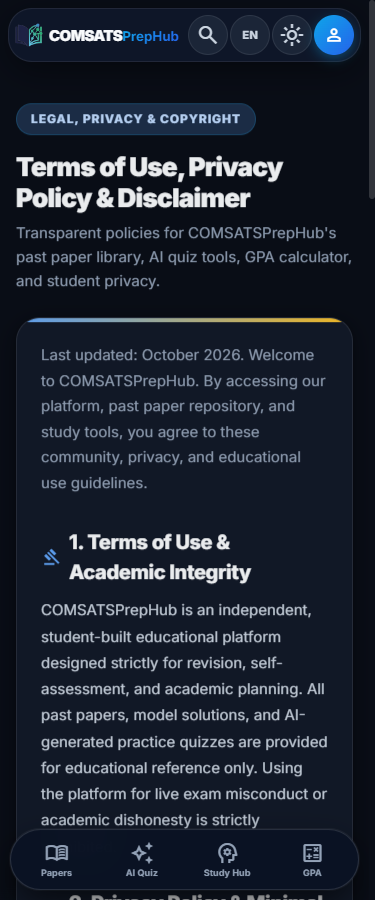 COMSATSPrepHub EN
LEGAL, PRIVACY & COPYRIGHT
Terms of Use, Privacy
Policy & Disclaimer
Transparent policies for COMSATSPrepHub's
past paper library, AI quiz tools, GPA calculator,
and student privacy.
Last updated: October 2026. Welcome
to COMSATSPrepHub. By accessing our
platform, past paper repository, and
study tools, you agree to these
community, privacy, and educational
use guidelines.
1. Terms of Use &
Academic Integrity
COMSATSPrepHub is an independent,
student-built educational platform
designed strictly for revision, self-
assessment, and academic planning. All
past papers, model solutions, and AI-
generated practice quizzes are provided
for educational reference only. Using
the platform for live exam misconduct or
academic dishonesty is strictly
Papers AI Quiz Study Hub GPA
2. Privacy Policy & Minimal